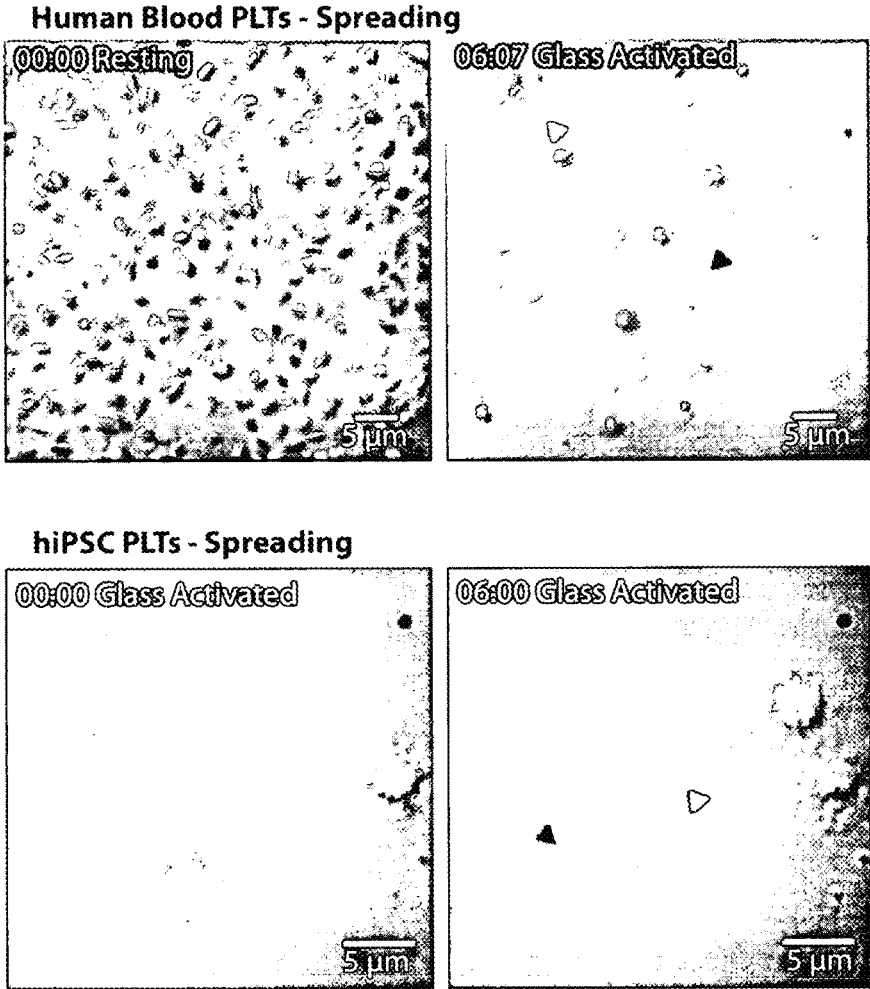 Human Blood PLTs - Spreading
00:00 Resting
06:07 Glass Activated
5 µm
5 µm
hiPSC PLTs - Spreading
00:00 Glass Activated
06:00 Glass Activated
5 µm
5 µm